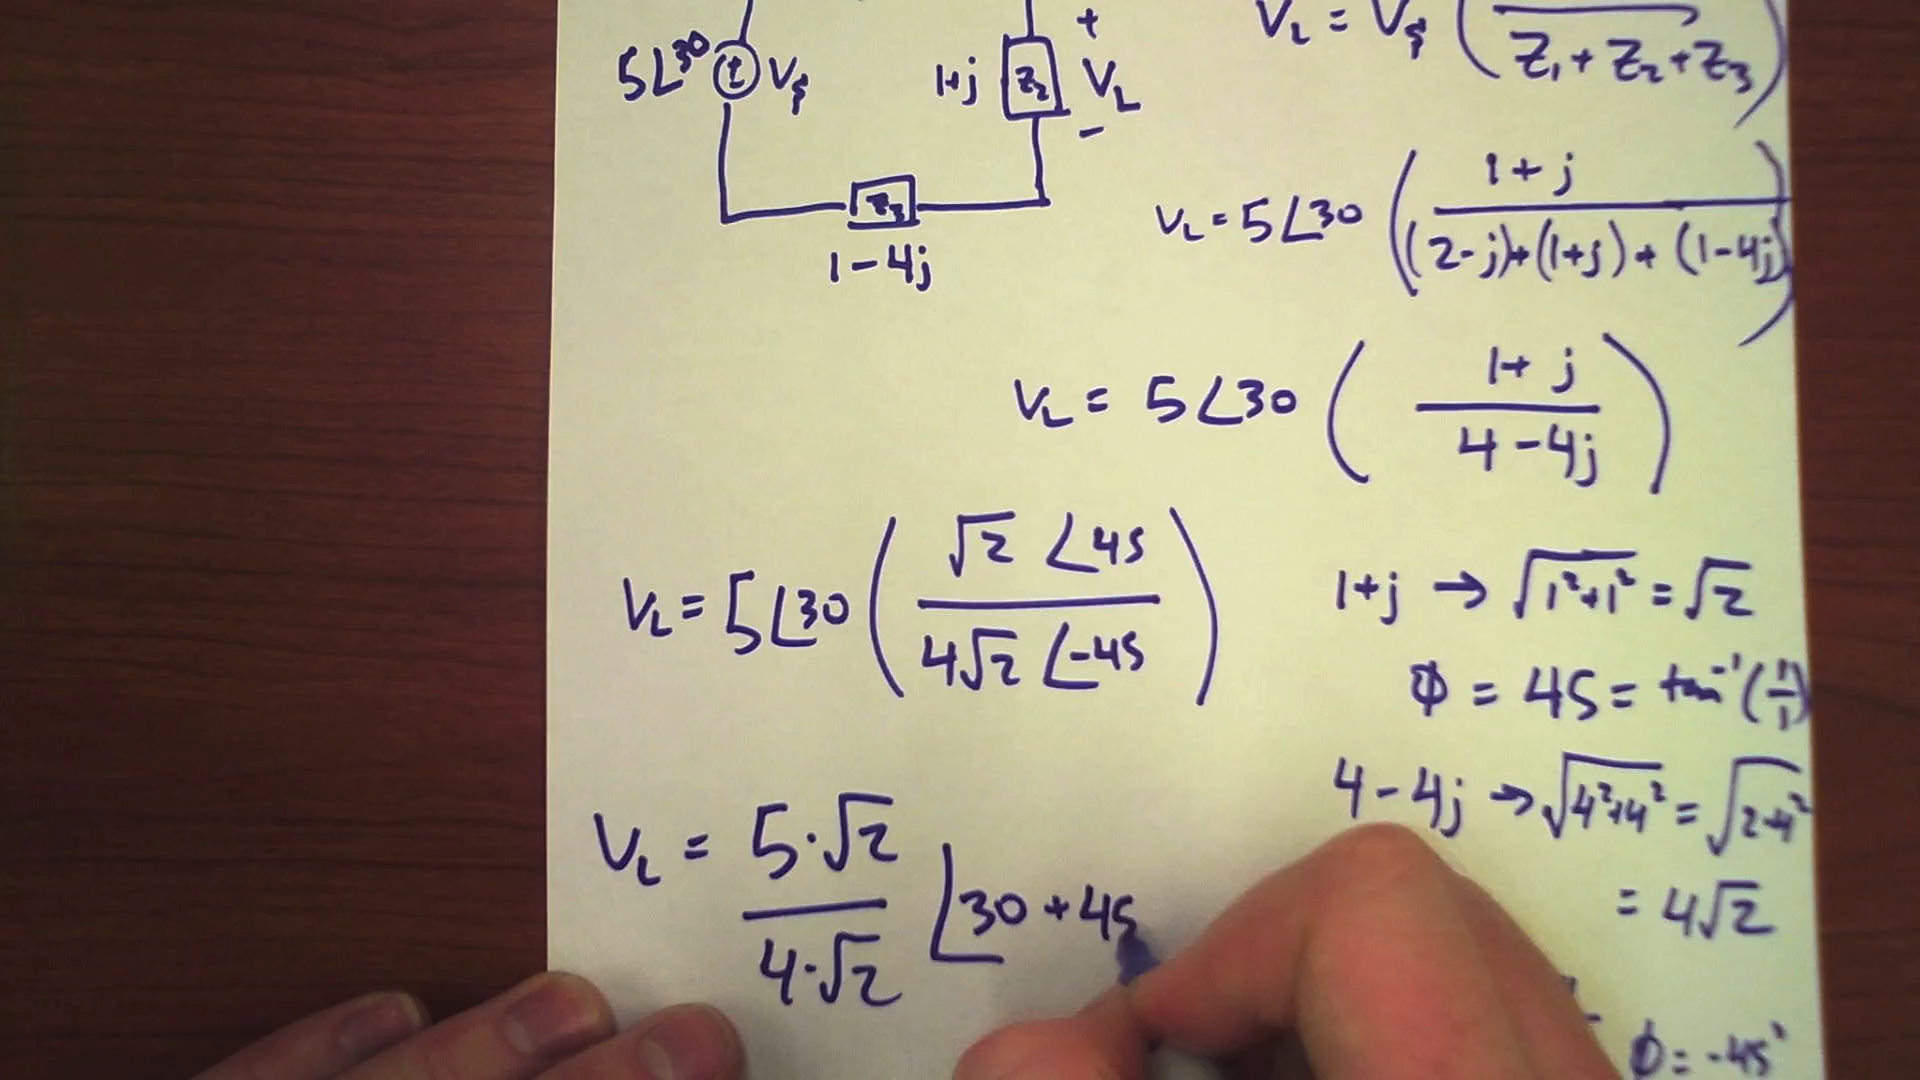 5∠30 (t) Vs
1+j Z2
+
VL
-
Z3
1-4j
VL = Vs ( / Z1 + Z2 + Z3 )
VL = 5∠30 ( 1+j / (2-j)+(1+j)+(1-4j) )
VL = 5∠30 ( 1+j / 4-4j )
VL = 5∠30 ( √2 ∠45 / 4√2 ∠-45 )
1+j → √1²+1² = √2
Φ = 45 = tan⁻¹(1/1)
4-4j → √4²+4² = √2*4²
= 4√2
Φ = -45°
VL = 5·√2 / 4·√2 ∠30 + 45